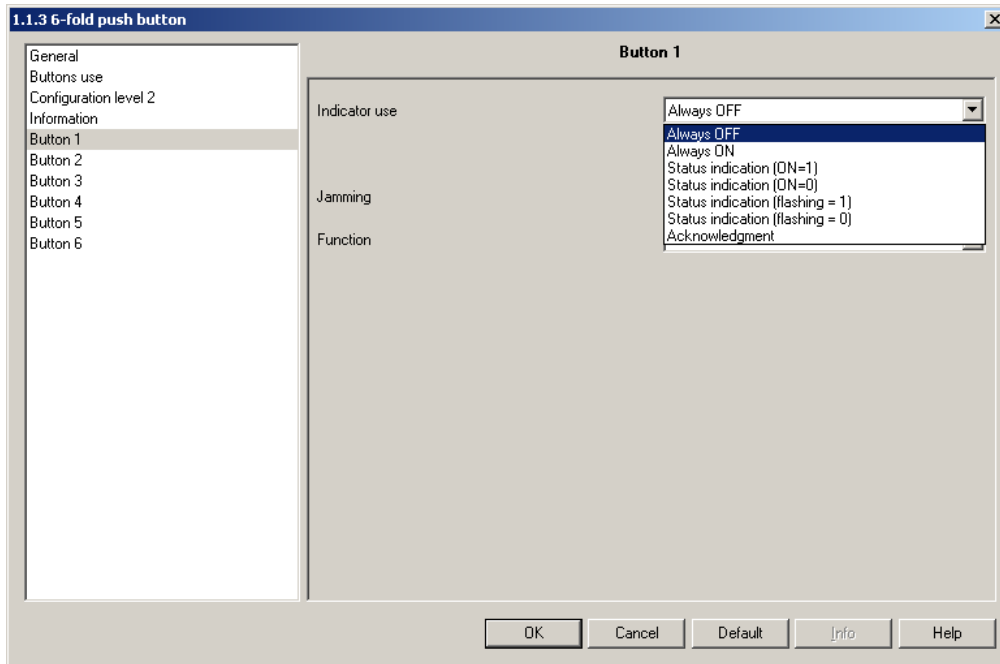 1.1.3 6-fold push button
General
Buttons use
Configuration level 2
Information
Button 1
Button 2
Button 3
Button 4
Button 5
Button 6
Button 1
Indicator use
Always OFF
Always OFF
Always ON
Status indication (ON=1)
Status indication (ON=0)
Status indication (flashing = 1)
Status indication (flashing = 0)
Acknowledgment
Jamming
Function
OK Cancel Default Info Help